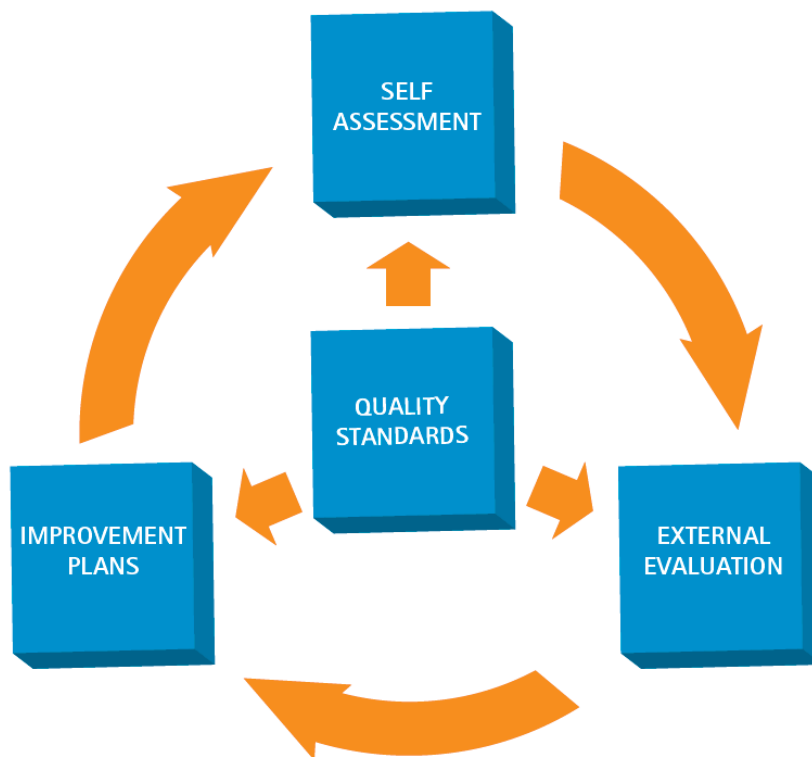 SELF
ASSESSMENT
QUALITY
STANDARDS
IMPROVEMENT
PLANS
EXTERNAL
EVALUATION